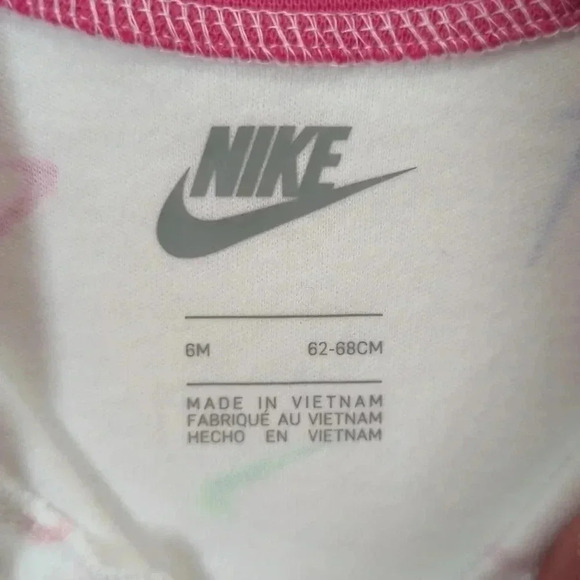 NIKE
6M 62-68CM
MADE IN VIETNAM
FABRIQUÉ AU VIETNAM
HECHO EN VIETNAM